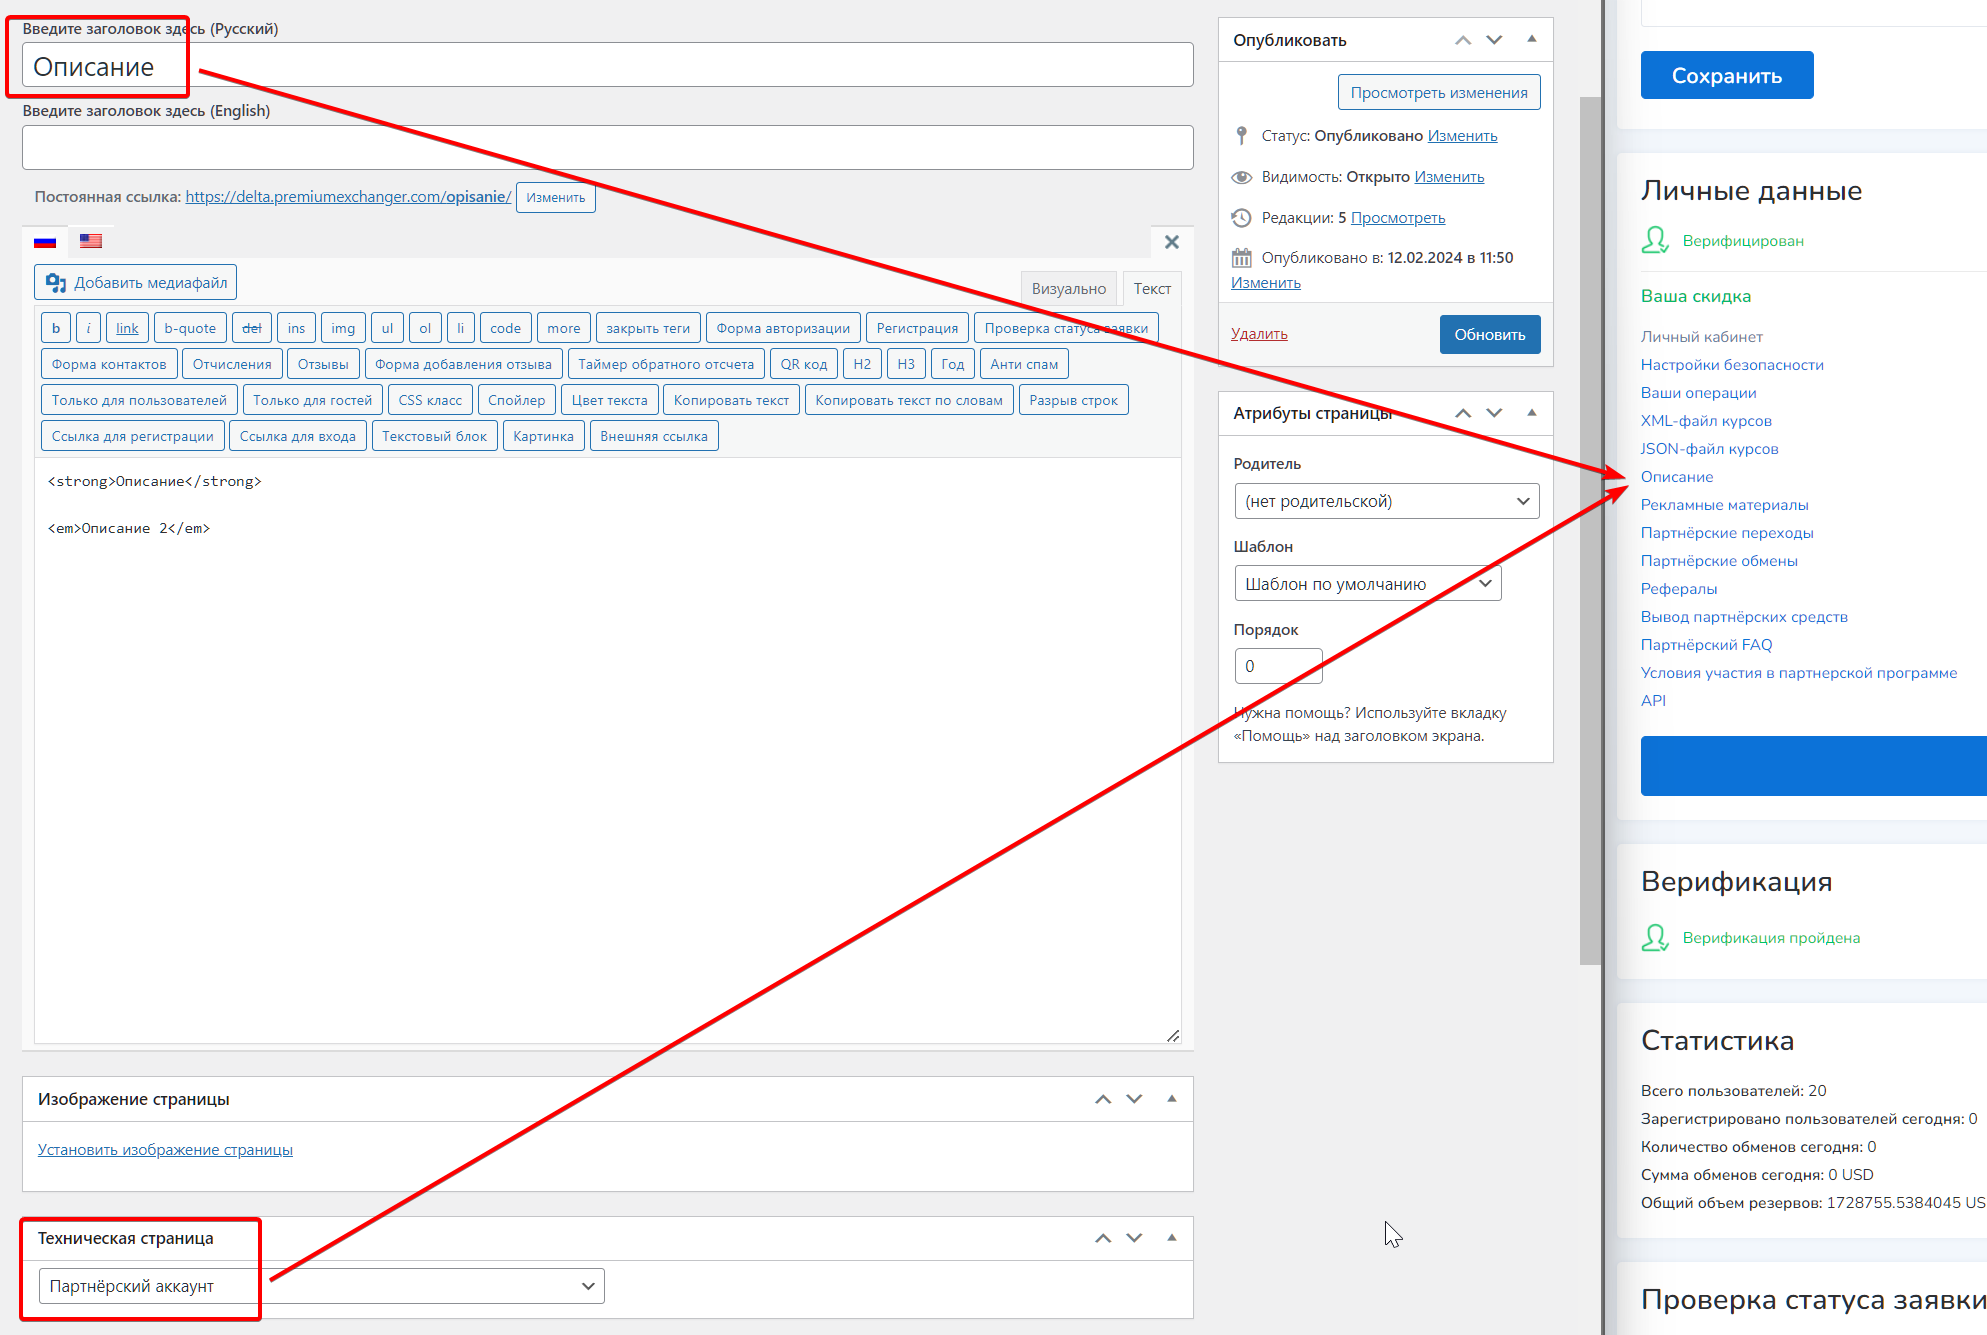 Введите заголовок здесь (Русский)
Описание
Введите заголовок здесь (English)
Постоянная ссылка: https://delta.premiumexchanger.com/opisanie/ Изменить
Добавить медиафайл
Визуально Текст
b i link b-quote del ins img ul ol li code more закрыть теги Форма авторизации Регистрация Проверка статуса заявки
Форма контактов Отчисления Отзывы Форма добавления отзыва Таймер обратного отсчета QR код H2 H3 Год Анти спам
Только для пользователей Только для гостей CSS класс Спойлер Цвет текста Копировать текст Копировать текст по словам Разрыв строк
Ссылка для регистрации Ссылка для входа Текстовый блок Картинка Внешняя ссылка
<strong>Описание</strong>
<em>Описание 2</em>
Изображение страницы
Установить изображение страницы
Техническая страница
Партнёрский аккаунт
Опубликовать
Просмотреть изменения
Статус: Опубликовано Изменить
Видимость: Открыто Изменить
Редакции: 5 Просмотреть
Опубликовано в: 12.02.2024 в 11:50
Изменить
Удалить Обновить
Атрибуты страницы
Родитель
(нет родительской)
Шаблон
Шаблон по умолчанию
Порядок
0
Нужна помощь? Используйте вкладку
«Помощь» над заголовком экрана.
Сохранить
Личные данные
Верифицирован
Ваша скидка
Личный кабинет
Настройки безопасности
Ваши операции
XML-файл курсов
JSON-файл курсов
Описание
Рекламные материалы
Партнёрские переходы
Партнёрские обмены
Рефералы
Вывод партнёрских средств
Партнёрский FAQ
Условия участия в партнерской программе
API
Верификация
Верификация пройдена
Статистика
Всего пользователей: 20
Зарегистрировано пользователей сегодня: 0
Количество обменов сегодня: 0
Сумма обменов сегодня: 0 USD
Общий объем резервов: 1728755.5384045 US
Проверка статуса заявки